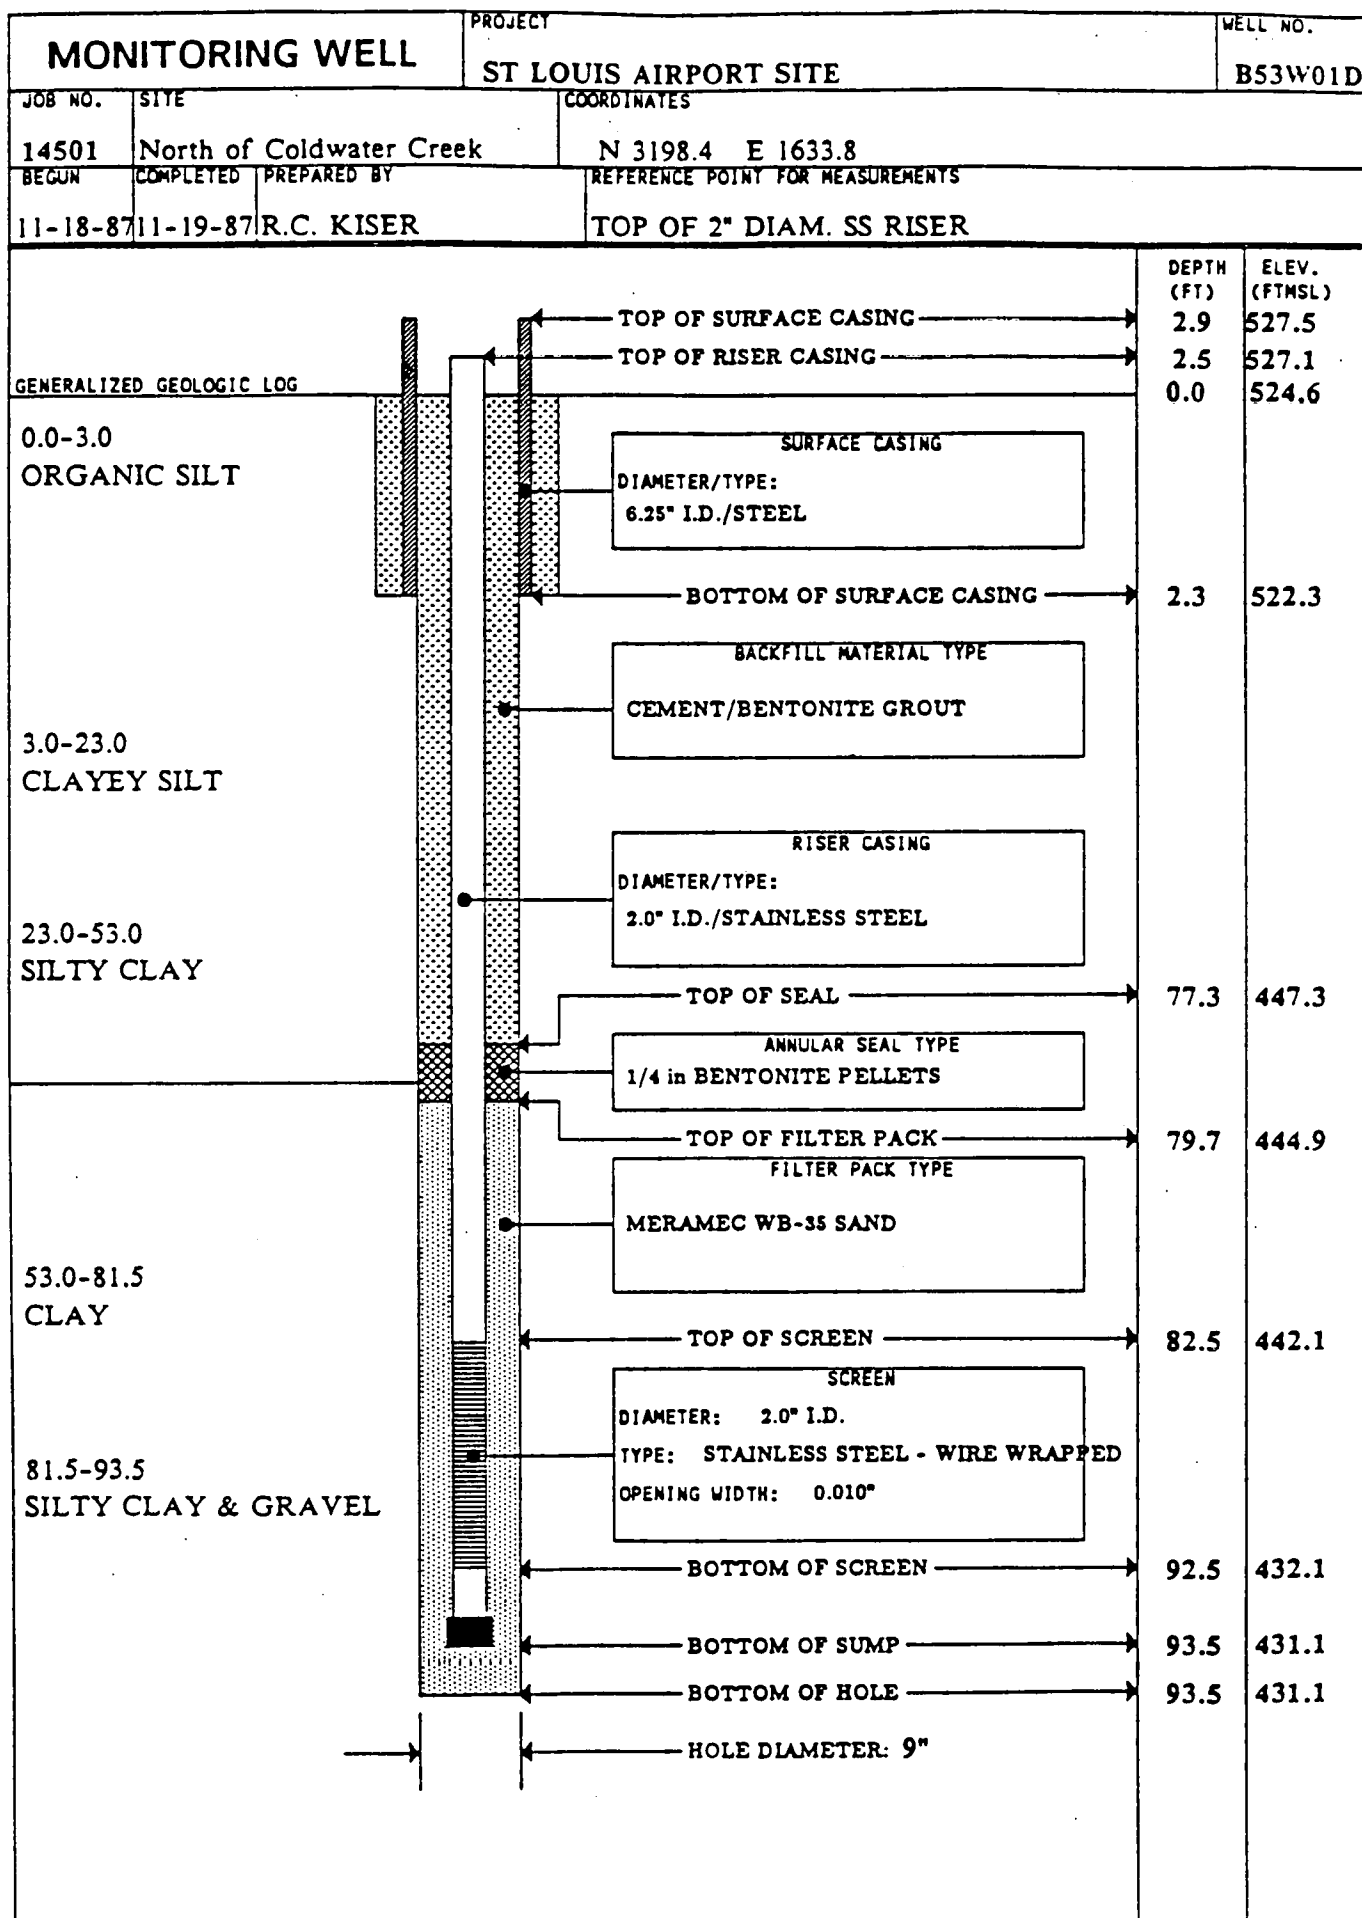 MONITORING WELL
PROJECT
ST LOUIS AIRPORT SITE
WELL NO.
B53W01D
JOB NO.
14501
SITE
North of Coldwater Creek
COORDINATES
N 3198.4 E 1633.8
BEGUN
11-18-87
COMPLETED
11-19-87
PREPARED BY
R.C. KISER
REFERENCE POINT FOR MEASUREMENTS
TOP OF 2" DIAM. SS RISER
DEPTH (FT)
ELEV. (FTMSL)
TOP OF SURFACE CASING 2.9 527.5
TOP OF RISER CASING 2.5 527.1
GENERALIZED GEOLOGIC LOG 0.0 524.6
0.0-3.0
ORGANIC SILT
SURFACE CASING
DIAMETER/TYPE:
6.25" I.D./STEEL
BOTTOM OF SURFACE CASING 2.3 522.3
BACKFILL MATERIAL TYPE
CEMENT/BENTONITE GROUT
3.0-23.0
CLAYEY SILT
RISER CASING
DIAMETER/TYPE:
2.0" I.D./STAINLESS STEEL
23.0-53.0
SILTY CLAY
TOP OF SEAL 77.3 447.3
ANNULAR SEAL TYPE
1/4 in BENTONITE PELLETS
TOP OF FILTER PACK 79.7 444.9
FILTER PACK TYPE
MERAMEC WB-35 SAND
53.0-81.5
CLAY
TOP OF SCREEN 82.5 442.1
SCREEN
DIAMETER: 2.0" I.D.
TYPE: STAINLESS STEEL - WIRE WRAPPED
OPENING WIDTH: 0.010"
81.5-93.5
SILTY CLAY & GRAVEL
BOTTOM OF SCREEN 92.5 432.1
BOTTOM OF SUMP 93.5 431.1
BOTTOM OF HOLE 93.5 431.1
HOLE DIAMETER: 9"